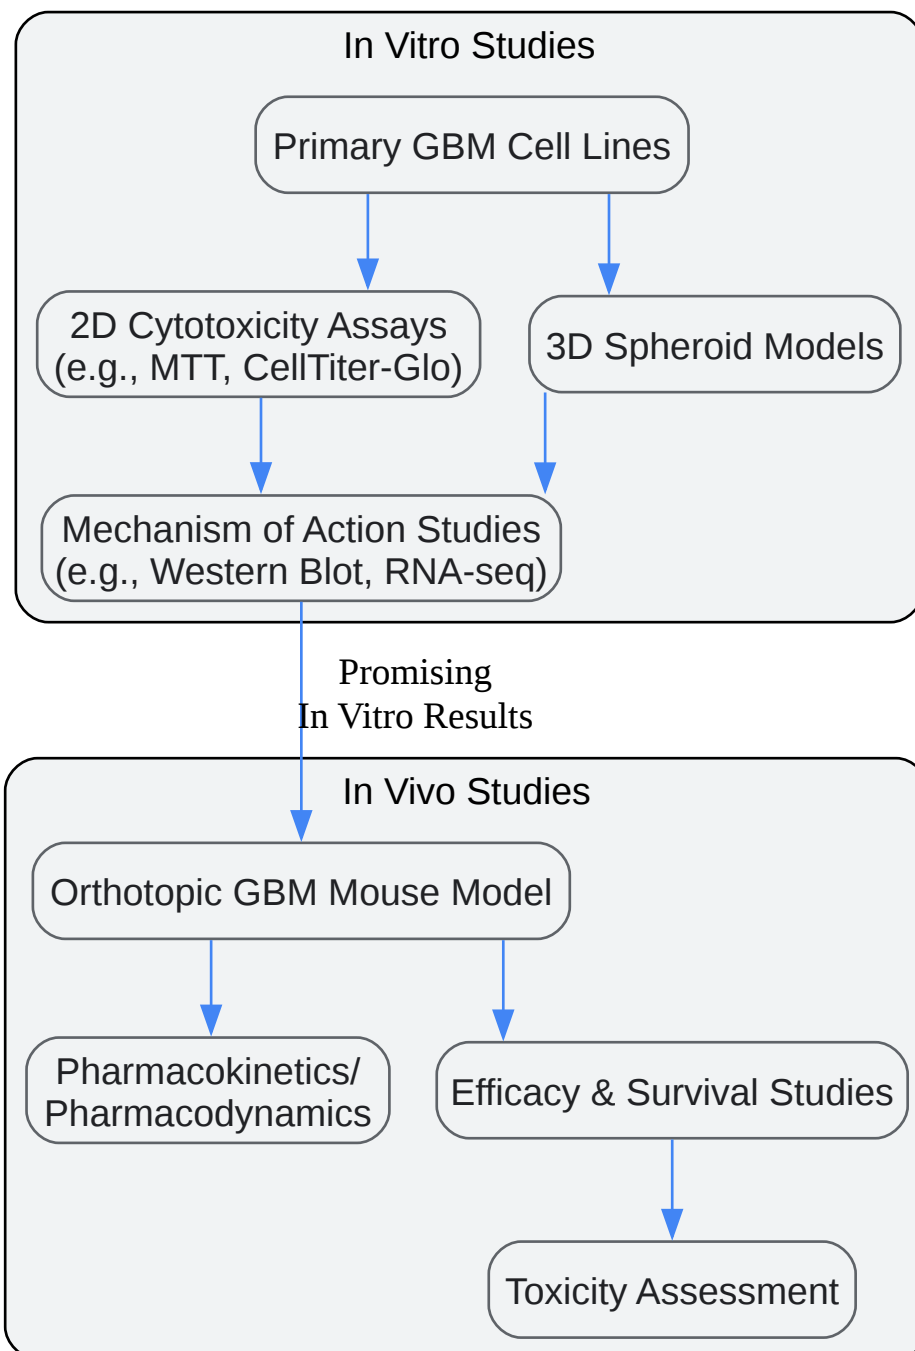 In Vitro Studies
Primary GBM Cell Lines
2D Cytotoxicity Assays
(e.g., MTT, CellTiter-Glo)
3D Spheroid Models
Mechanism of Action Studies
(e.g., Western Blot, RNA-seq)
Promising
In Vitro Results
In Vivo Studies
Orthotopic GBM Mouse Model
Pharmacokinetics/
Pharmacodynamics
Efficacy & Survival Studies
Toxicity Assessment